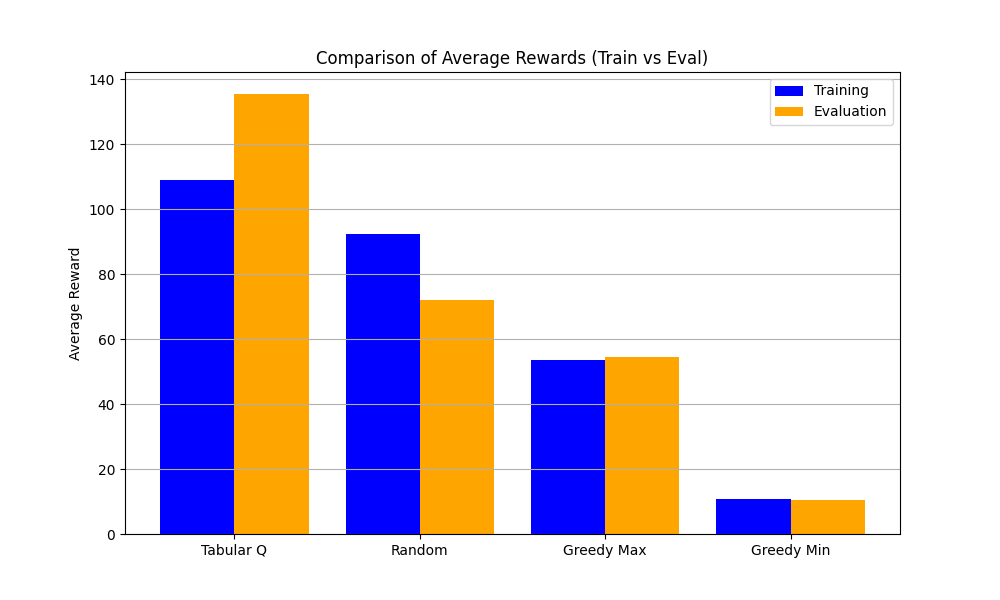 Comparison of Average Rewards (Train vs Eval)
Training
Evaluation
Average Reward
140
120
100
80
60
40
20
0
Tabular Q
Random
Greedy Max
Greedy Min